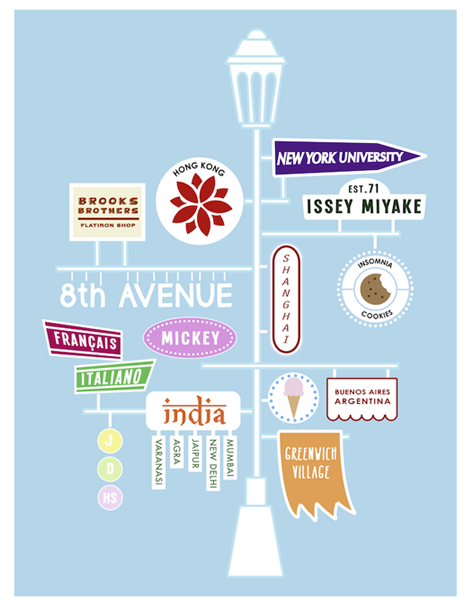 HONG KONG
NEW YORK UNIVERSITY
EST.71
ISSEY MIYAKE
BROOKS
BROTHERS
FLATIRON SHOP
SHANGHAI
INSOMNIA
COOKIES
8th AVENUE
FRANÇAIS
MICKEY
ITALIANO
BUENOS AIRES
ARGENTINA
india
VARANASI
AGRA
JAIPUR
NEW DELHI
MUMBAI
J
D
HS
GREENWICH
VILLAGE